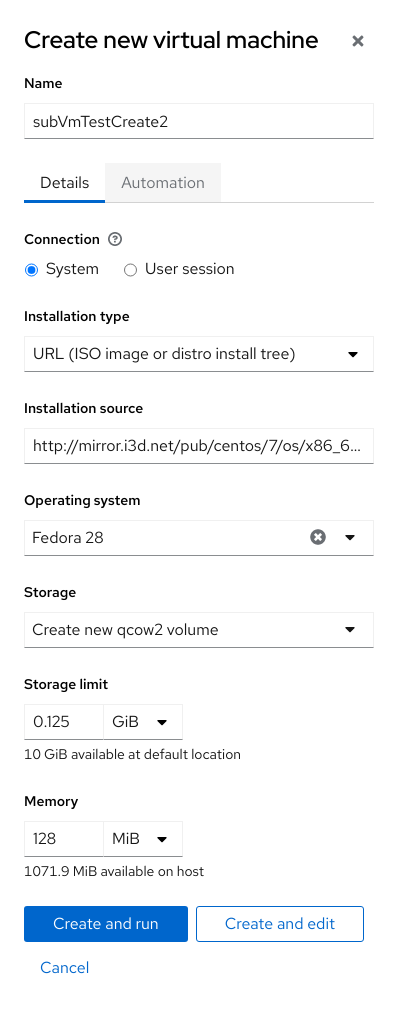 Create new virtual machine
Name
subVmTestCreate2
Details Automation
Connection
System User session
Installation type
URL (ISO image or distro install tree)
Installation source
http://mirror.i3d.net/pub/centos/7/os/x86_6...
Operating system
Fedora 28
Storage
Create new qcow2 volume
Storage limit
0.125 GiB
10 GiB available at default location
Memory
128 MiB
1071.9 MiB available on host
Create and run Create and edit
Cancel